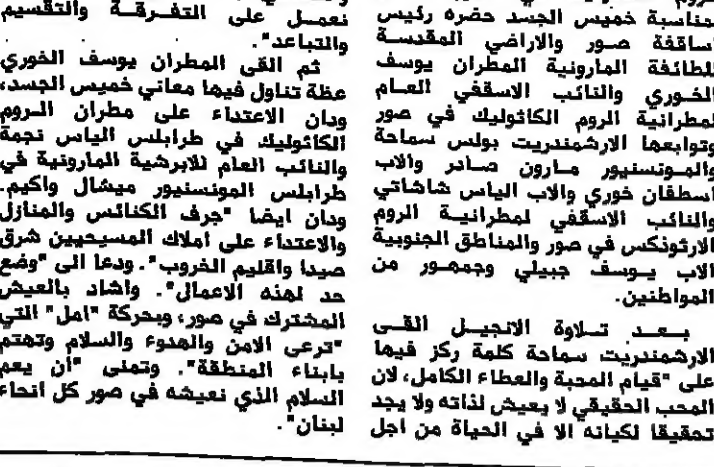 لمناسبة خميس الجسد حضره رئيس
اساقفة صور والاراضي المقدسة
للطائفة المارونية المطران يوسف
الخوري والنائب الاسقفي العام
لمطرانية الروم الكاثوليك في صور
وتوابعها الارشمندريت بولس سماحة
والمونسنيور مارون صادر والاب
اسطفان خوري والاب الياس شاشاتي
والنائب الاسقفي لمطرانية الروم
الارثوذكس في صور والمناطق الجنوبية
الاب يوسف جبيلي وجمهور من
المواطنين.
بعد تلاوة الانجيل القى
الارشمندريت سماحة كلمة ركز فيها
على "قيام المحبة والعطاء الكامل، لان
المحب الحقيقي لا يعيش لذاته ولا يجد
تحقيقا لكيانه الا في الحياة من اجل
نعمل على التفرقة والتقسيم
والتباعد".
ثم القى المطران يوسف الخوري
عظة تناول فيها معاني خميس الجسد،
ودان الاعتداء على مطران الروم
الكاثوليك في طرابلس الياس نجمة
والنائب العام للابرشية المارونية في
طرابلس المونسنيور ميشال واكيم.
ودان ايضا "جرف الكنائس والمنازل
والاعتداء على املاك المسيحيين شرق
صيدا واقليم الخروب". ودعا الى "وضع
حد لهذه الاعمال". واشاد بالعيش
المشترك في صور، وبحركة "امل" التي
"ترعى الامن والهدوء والسلام وتهتم
بابناء المنطقة". وتمنى "ان يعم
السلام الذي نعيشه في صور كل انحاء
لبنان".